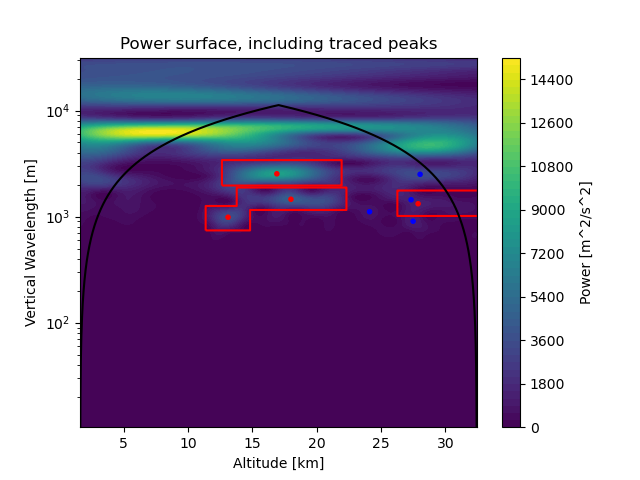 Power surface, including traced peaks
Vertical Wavelength [m]
10^4
10^3
10^2
5 10 15 20 25 30
Altitude [km]
14400
12600
10800
9000
7200
5400
3600
1800
0
Power [m^2/s^2]